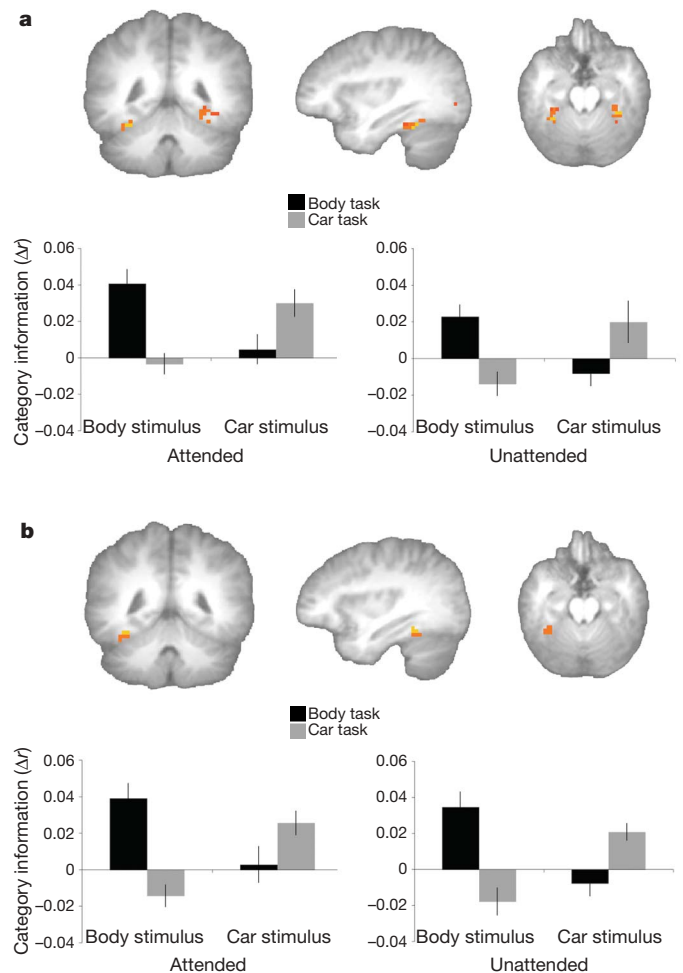 a
Body task
Car task
Category information (Δr)
0.06
0.04
0.02
0
–0.02
–0.04
Body stimulus Car stimulus
Attended
0.06
0.04
0.02
0
–0.02
–0.04
Body stimulus Car stimulus
Unattended
b
Body task
Car task
Category information (Δr)
0.06
0.04
0.02
0
–0.02
–0.04
Body stimulus Car stimulus
Attended
0.06
0.04
0.02
0
–0.02
–0.04
Body stimulus Car stimulus
Unattended